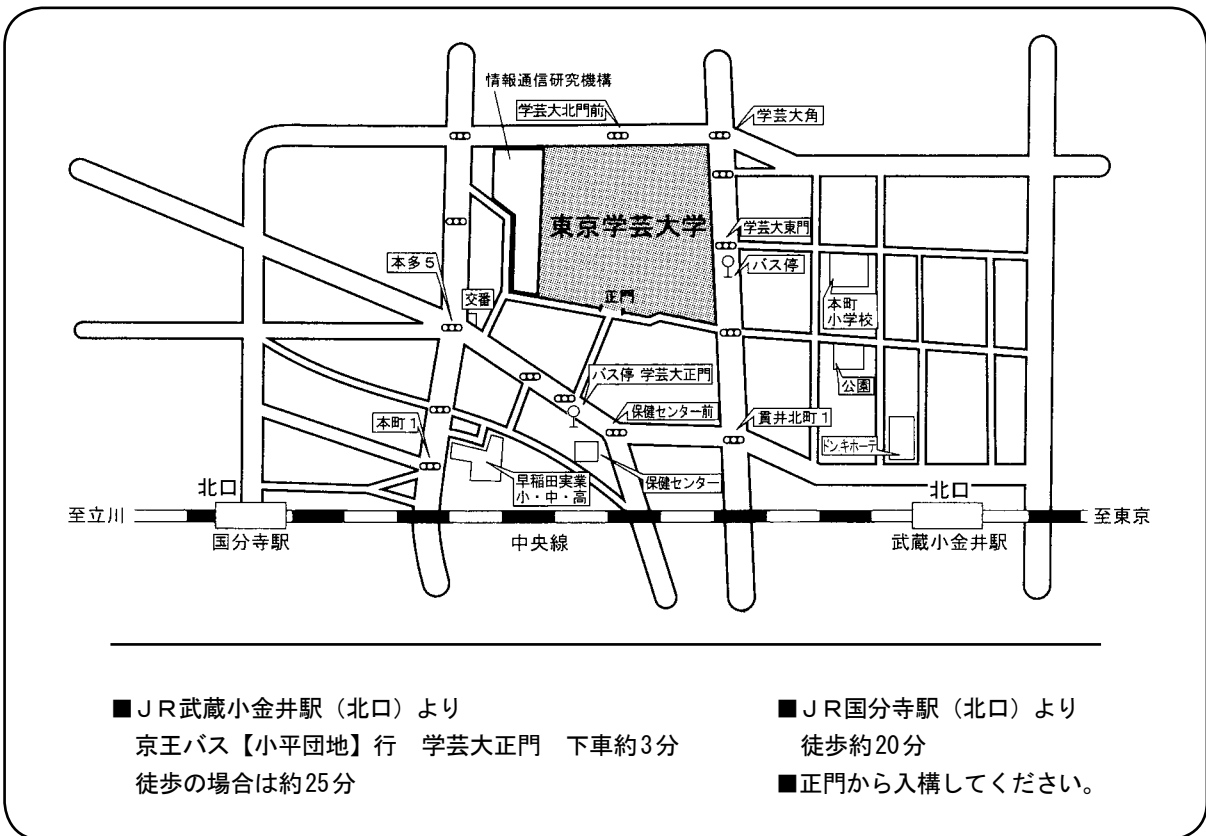 情報通信研究機構
学芸大北門前
学芸大角
東京学芸大学
学芸大東門
バス停
本多5
交番
正門
本町
小学校
バス停 学芸大正門
公園
保健センター前
貫井北町1
本町1
ドン.キホーテ
早稲田実業
小・中・高
保健センター
北口
北口
至立川
至東京
国分寺駅
中央線
武蔵小金井駅
■JR武蔵小金井駅（北口）より
京王バス【小平団地】行 学芸大正門 下車約3分
徒歩の場合は約25分
■JR国分寺駅（北口）より
徒歩約20分
■正門から入構してください。